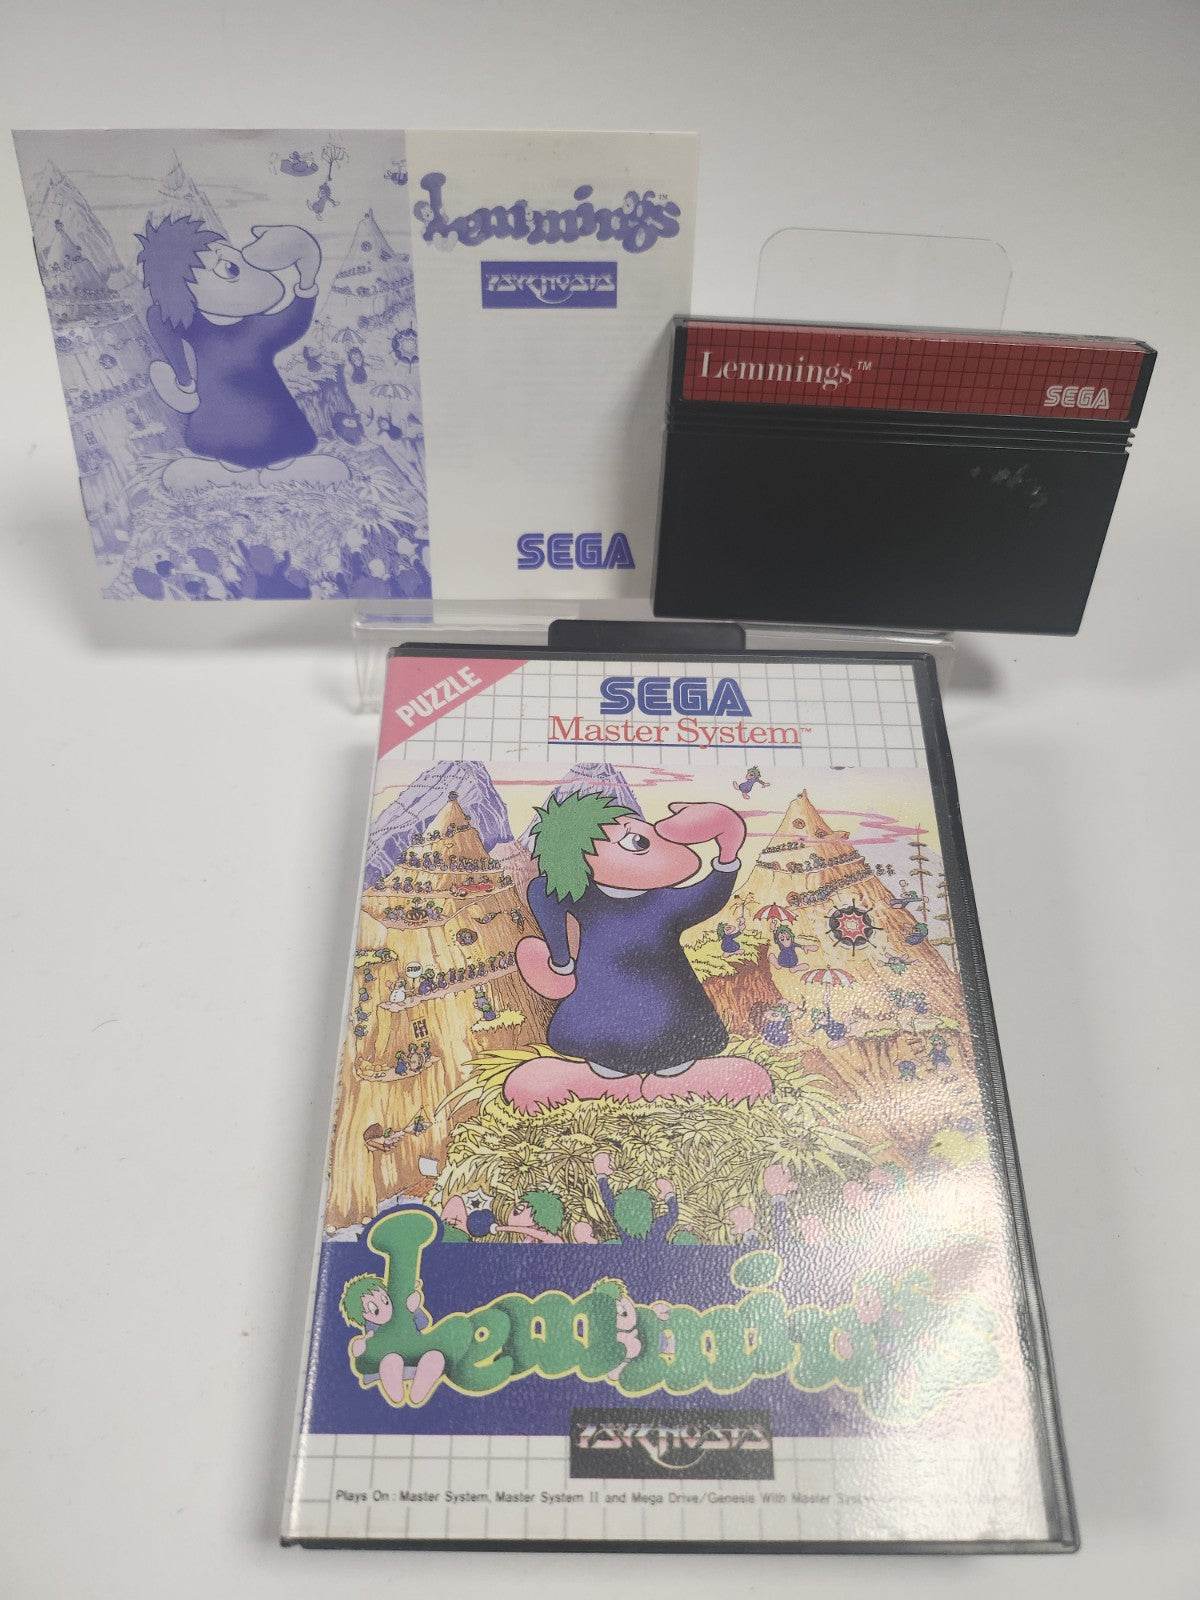 Lemmings™
PSYGNOSIS
SEGA
Lemmings™
SEGA
PUZZLE
SEGA
Master System™
STOP
Lemmings
PSYGNOSIS
Plays On : Master System, Master System II and Mega Drive/Genesis With Master